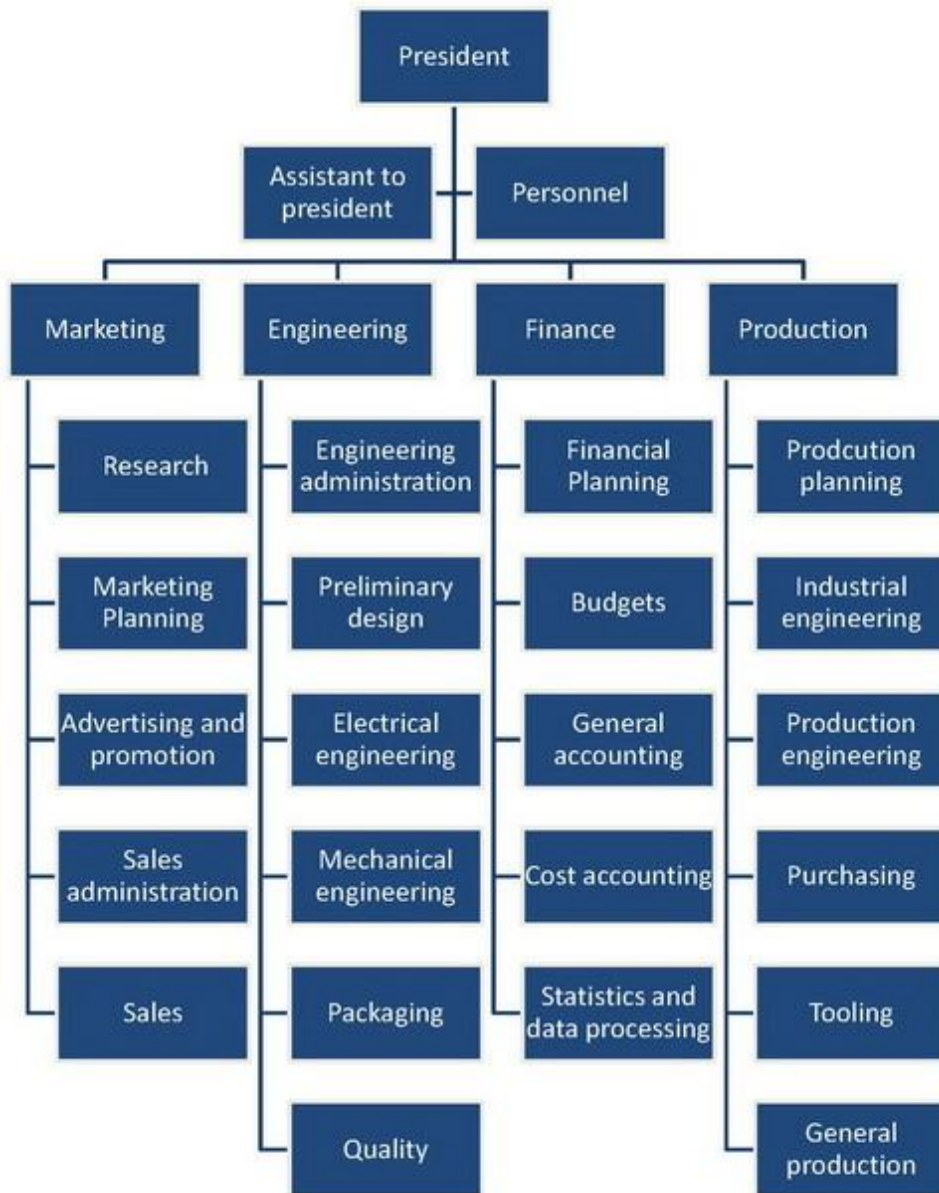 President
Assistant to
president
Personnel
Marketing
Engineering
Finance
Production
Research
Engineering
administration
Financial
Planning
Prodcution
planning
Marketing
Planning
Preliminary
design
Budgets
Industrial
engineering
Advertising and
promotion
Electrical
engineering
General
accounting
Production
engineering
Sales
administration
Mechanical
engineering
Cost accounting
Purchasing
Sales
Packaging
Statistics and
data processing
Tooling
Quality
General
production